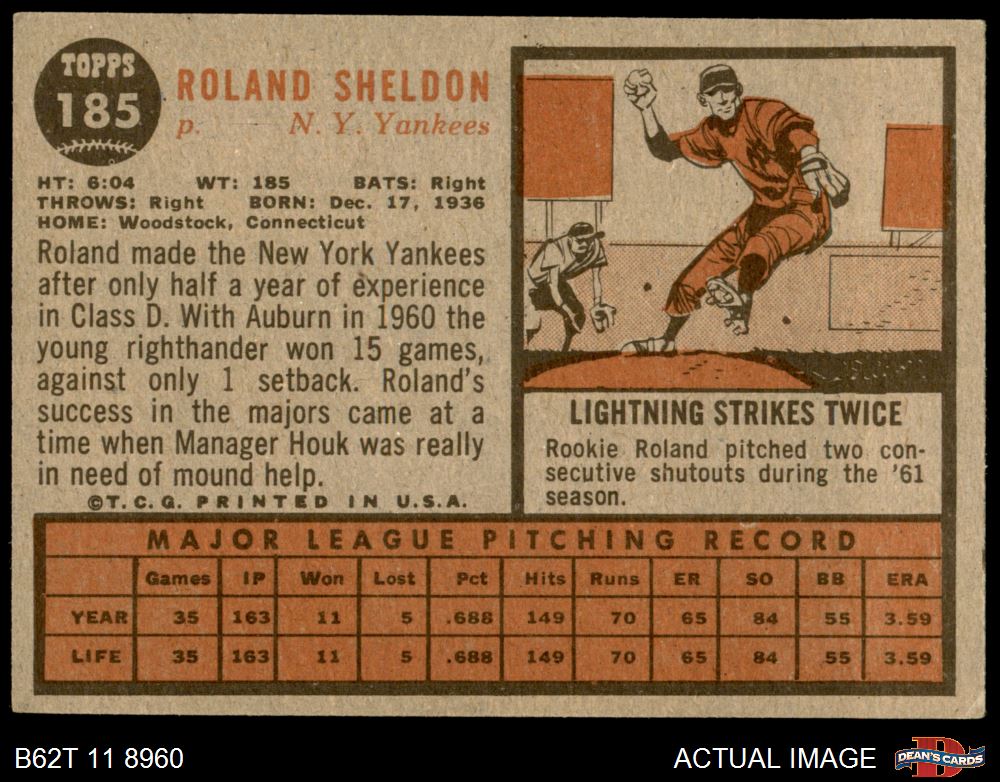 TOPPS
185
ROLAND SHELDON
p. N. Y. Yankees
HT: 6:04 WT: 185 BATS: Right
THROWS: Right BORN: Dec. 17, 1936
HOME: Woodstock, Connecticut
Roland made the New York Yankees
after only half a year of experience
in Class D. With Auburn in 1960 the
young righthander won 15 games,
against only 1 setback. Roland's
success in the majors came at a
time when Manager Houk was really
in need of mound help.
©T.C.G. PRINTED IN U.S.A.
LIGHTNING STRIKES TWICE
Rookie Roland pitched two con-
secutive shutouts during the '61
season.
MAJOR LEAGUE PITCHING RECORD
Games IP Won Lost Pct Hits Runs ER SO BB ERA
YEAR 35 163 11 5 .688 149 70 65 84 55 3.59
LIFE 35 163 11 5 .688 149 70 65 84 55 3.59
B62T 11 8960 ACTUAL IMAGE
D
DEAN'S CARDS